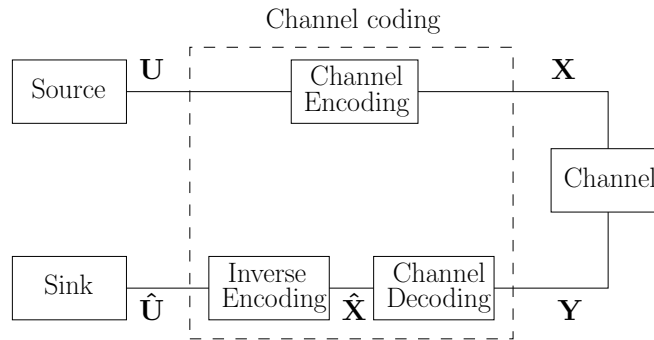 Channel coding
U
X
Source
Channel
Encoding
Channel
Sink
Inverse
Encoding
Channel
Decoding
Û
X̂
Y